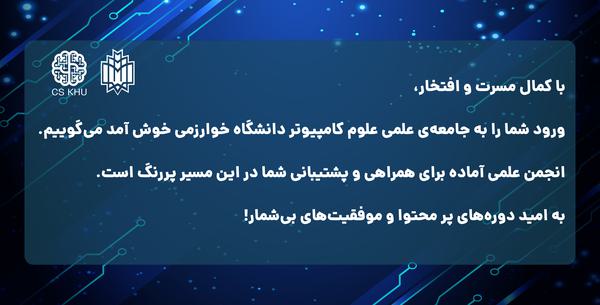 CS KHU
با کمال مسرت و افتخار،
ورود شما را به جامعه‌ی علمی علوم کامپیوتر دانشگاه خوارزمی خوش آمد می‌گوییم.
انجمن علمی آماده برای همراهی و پشتیبانی شما در این مسیر پررنگ است.
به امید دوره‌های پر محتوا و موفقیت‌های بی‌شمار!